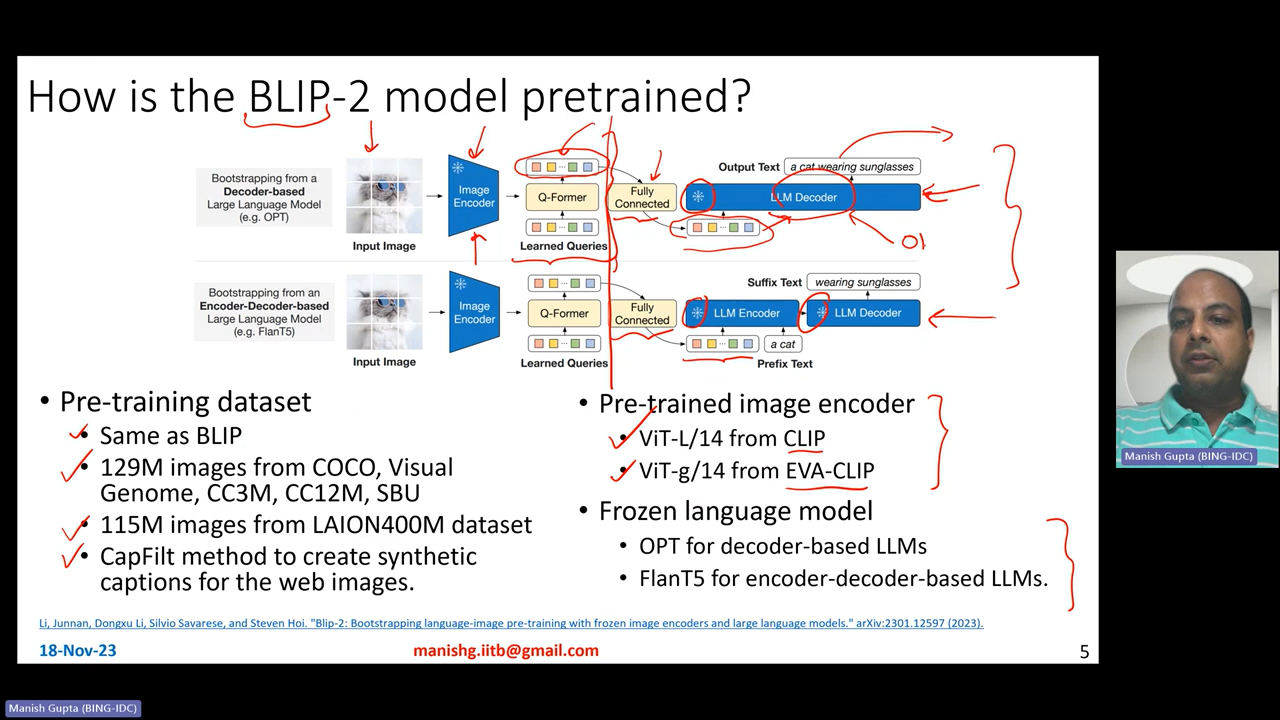 How is the BLIP-2 model pretrained?
Bootstrapping from a
Decoder-based
Large Language Model
(e.g. OPT)
Input Image
Image
Encoder
Q-Former
Learned Queries
Fully
Connected
Output Text
a cat wearing sunglasses
LLM Decoder
Bootstrapping from an
Encoder-Decoder-based
Large Language Model
(e.g. FlanT5)
Input Image
Image
Encoder
Q-Former
Learned Queries
Fully
Connected
Suffix Text
wearing sunglasses
LLM Encoder
LLM Decoder
a cat
Prefix Text
• Pre-training dataset
• Same as BLIP
• 129M images from COCO, Visual
Genome, CC3M, CC12M, SBU
• 115M images from LAION400M dataset
• CapFilt method to create synthetic
captions for the web images.
• Pre-trained image encoder
• ViT-L/14 from CLIP
• ViT-g/14 from EVA-CLIP
• Frozen language model
• OPT for decoder-based LLMs
• FlanT5 for encoder-decoder-based LLMs.
Li, Junnan, Dongxu Li, Silvio Savarese, and Steven Hoi. "Blip-2: Bootstrapping language-image pre-training with frozen image encoders and large language models." arXiv:2301.12597 (2023).
18-Nov-23
manishg.iitb@gmail.com
5
Manish Gupta (BING-IDC)
Manish Gupta (BING-IDC)